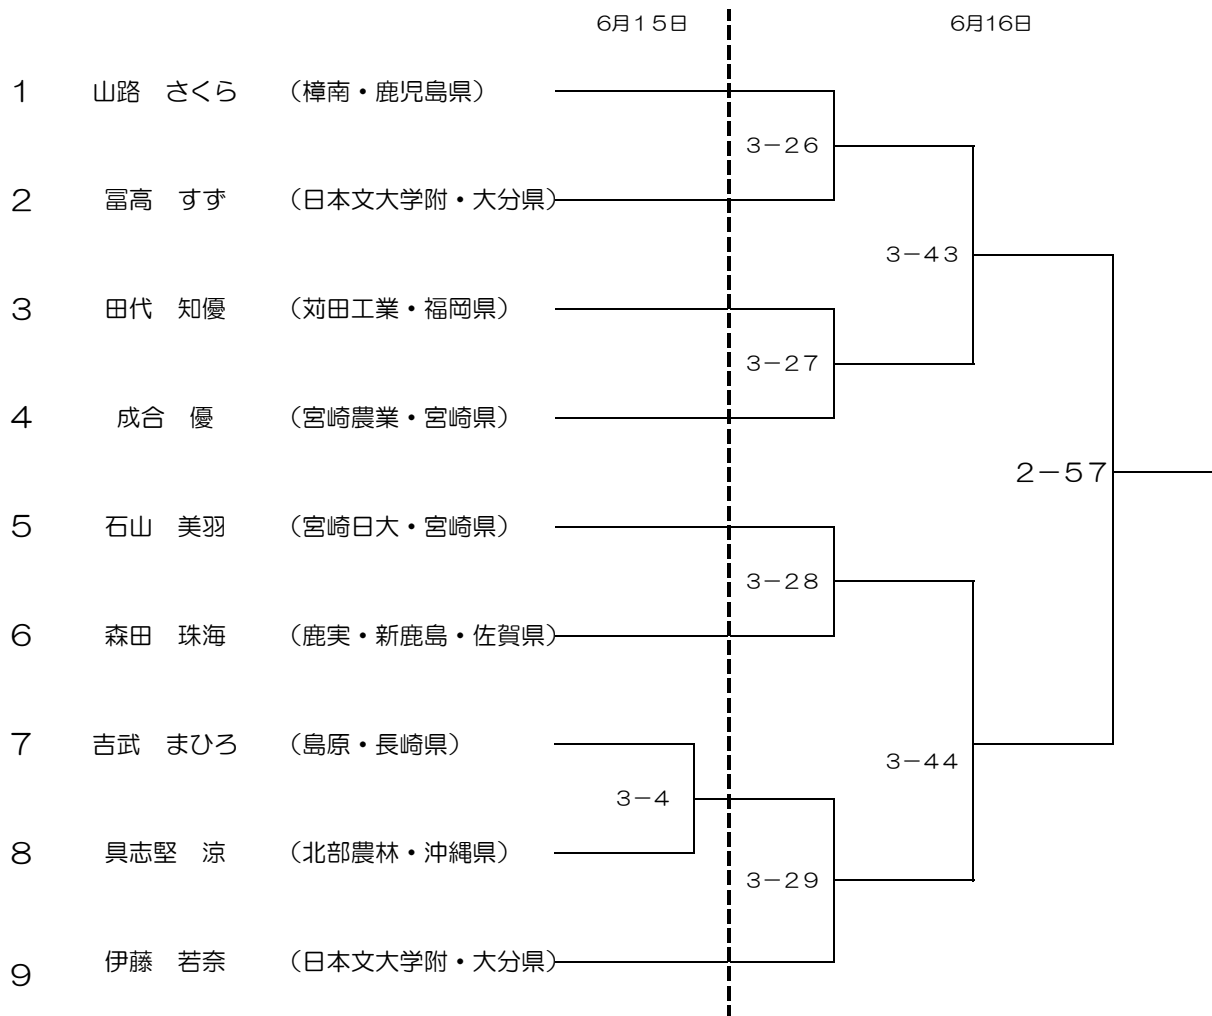 6月15日 6月16日
1 山路 さくら （樟南・鹿児島県）
3－26
2 冨高 すず （日本文大学附・大分県）
3－43
3 田代 知優 （苅田工業・福岡県）
3－27
4 成合 優 （宮崎農業・宮崎県）
2－57
5 石山 美羽 （宮崎日大・宮崎県）
3－28
6 森田 珠海 （鹿実・新鹿島・佐賀県）
7 吉武 まひろ （島原・長崎県）
3－44
3－4
8 具志堅 涼 （北部農林・沖縄県）
3－29
9 伊藤 若奈 （日本文大学附・大分県）